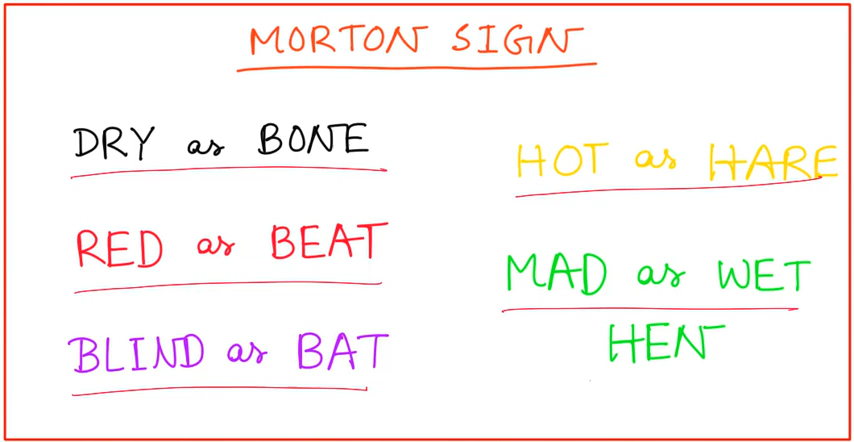 MORTON SIGN
DRY as BONE
RED as BEAT
BLIND as BAT
HOT as HARE
MAD as WET
HEN